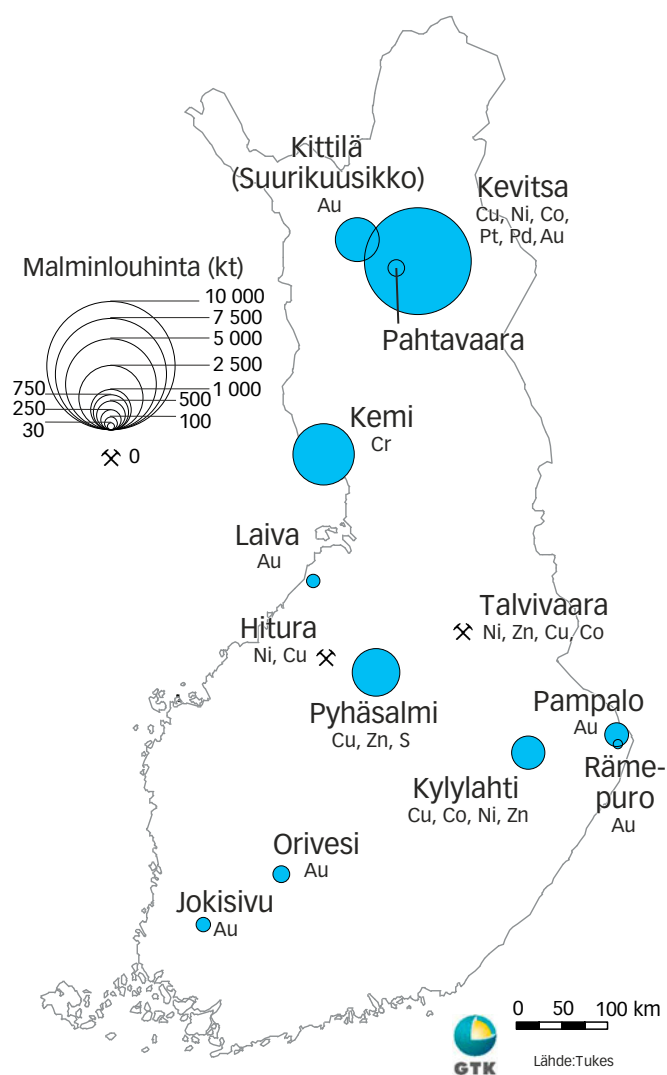 Kittilä
(Suurikuusikko)
Au
Kevitsa
Cu, Ni, Co,
Pt, Pd, Au
Malminlouhinta (kt)
10 000
7 500
5 000
2 500
1 000
750
500
250
100
30
0
Pahtavaara
Kemi
Cr
Laiva
Au
Talvivaara
Ni, Zn, Cu, Co
Hitura
Ni, Cu
Pyhäsalmi
Cu, Zn, S
Pampalo
Au
Räme-
puro
Au
Kylylahti
Cu, Co, Ni, Zn
Orivesi
Au
Jokisivu
Au
0 50 100 km
GTK
Lähde:Tukes